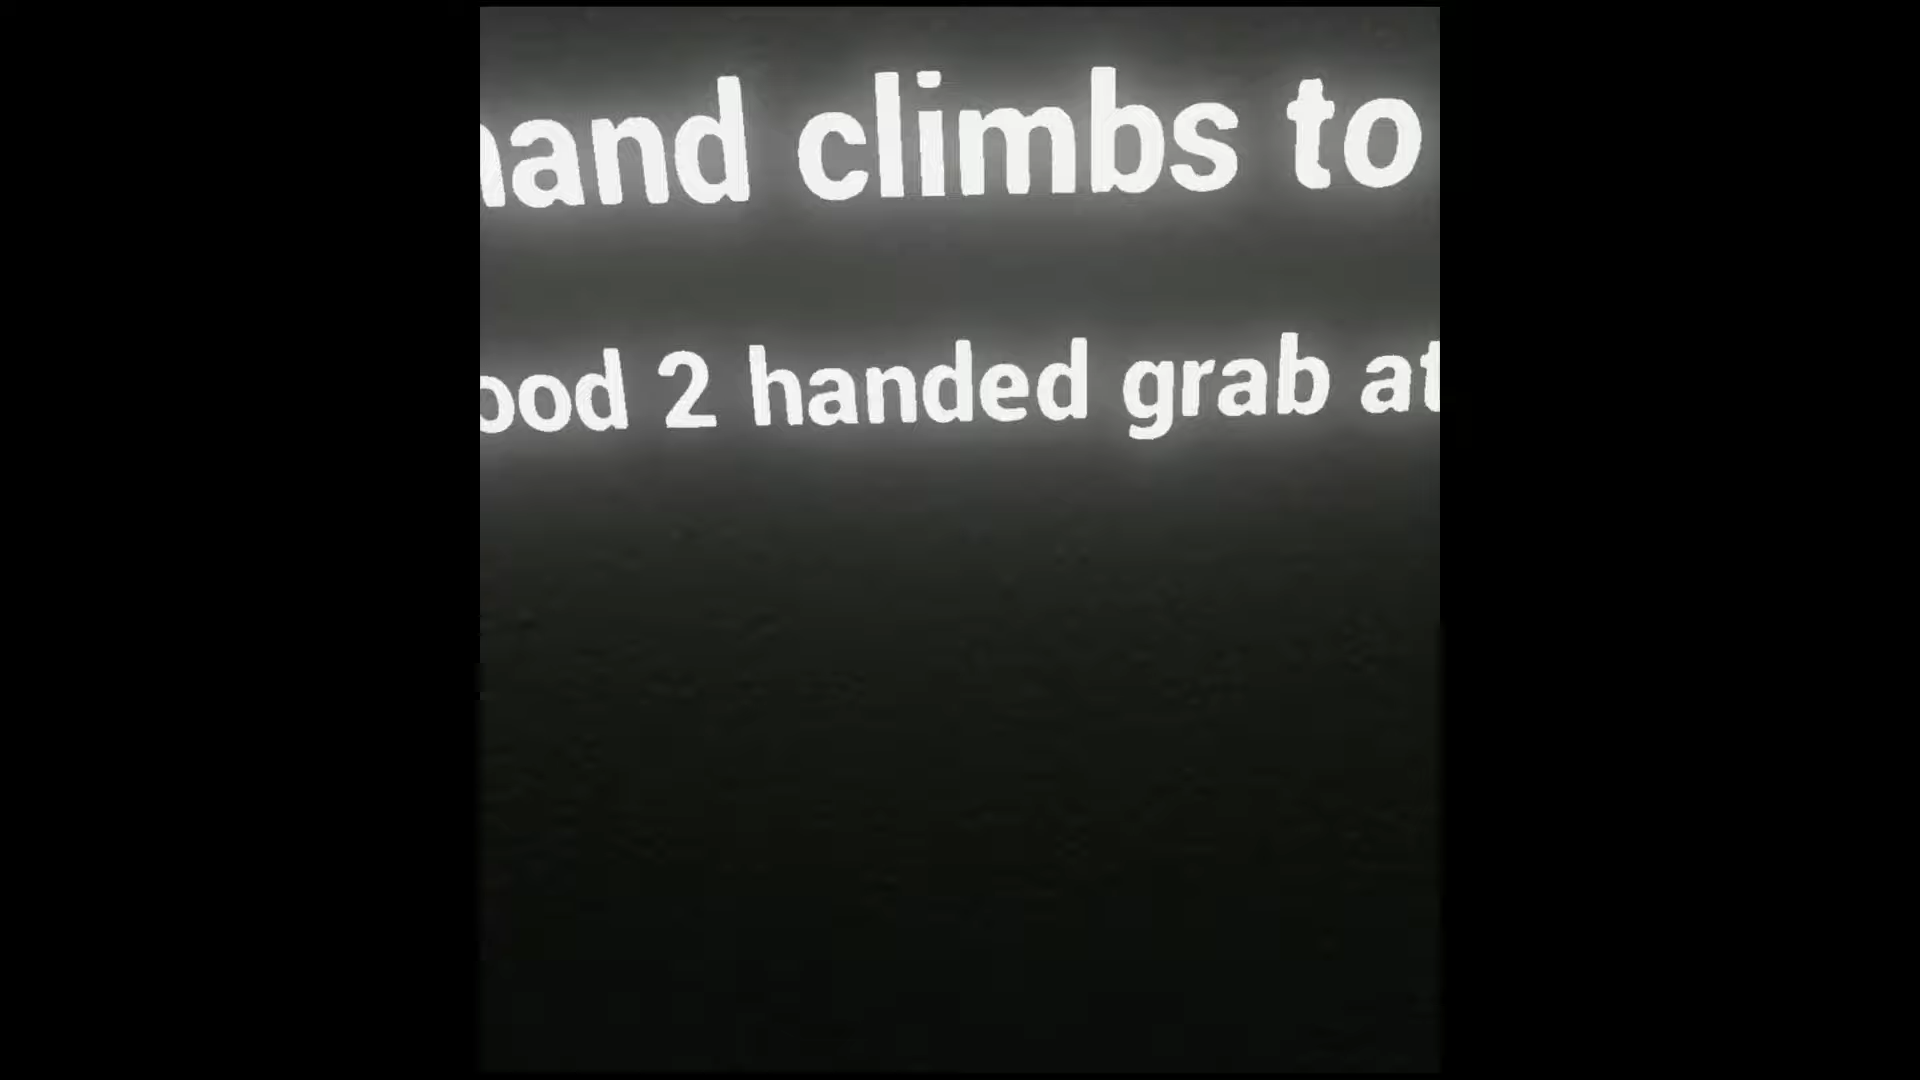 hand climbs to
ood 2 handed grab at